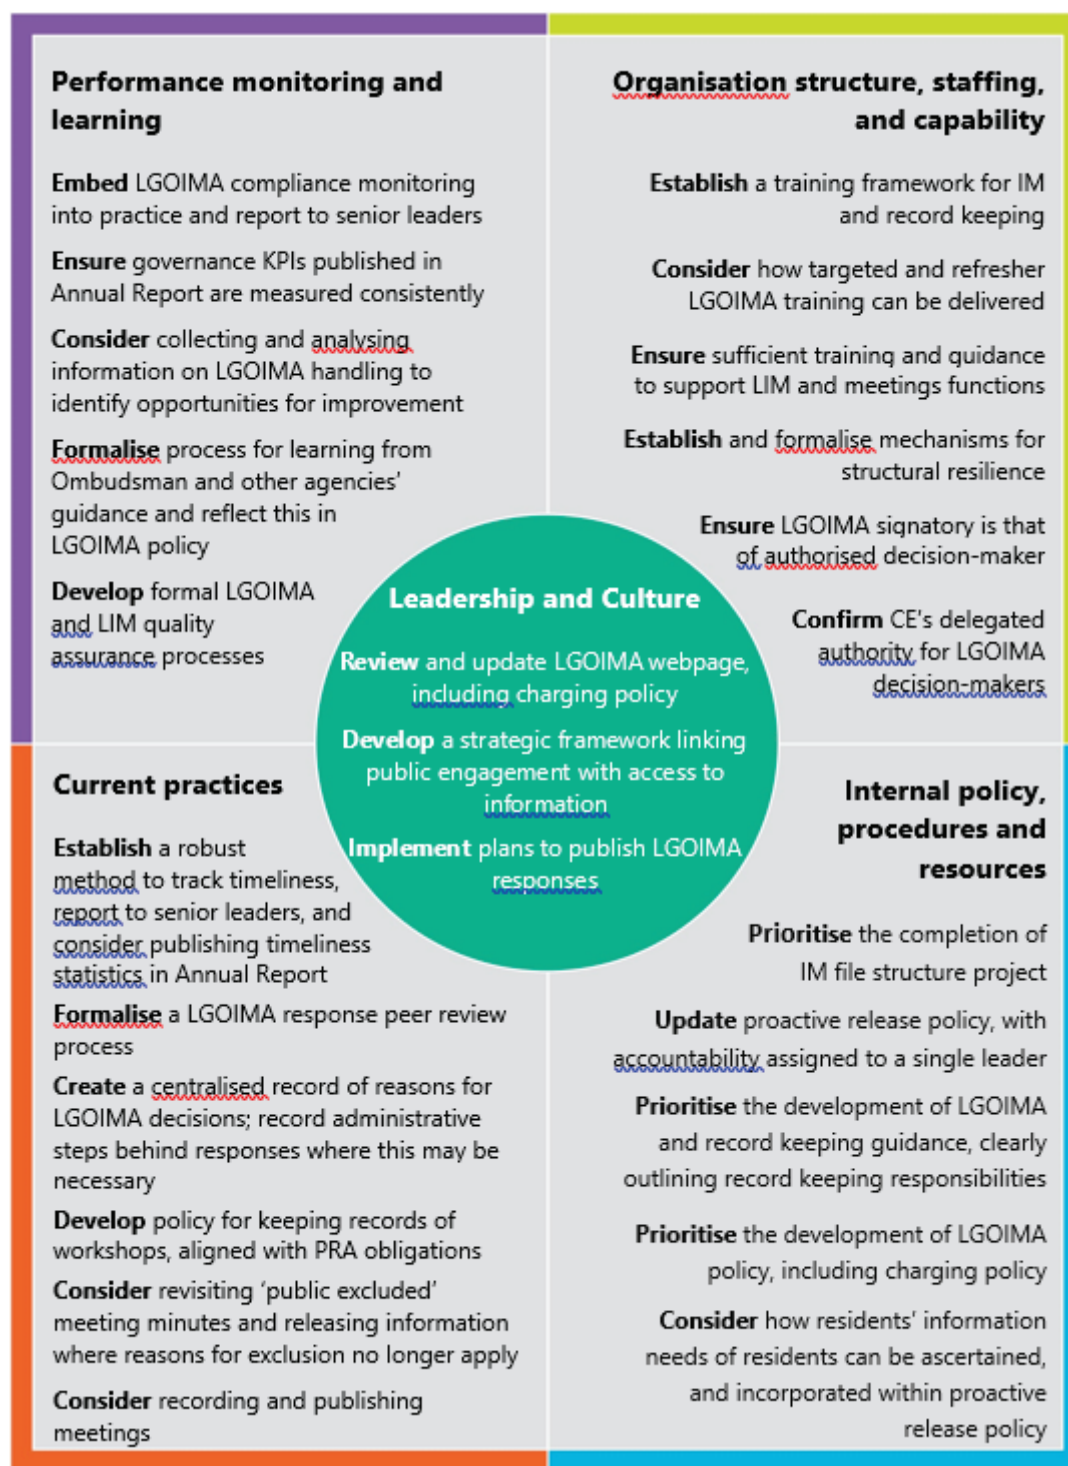 Performance monitoring and
learning
Embed LGOIMA compliance monitoring
into practice and report to senior leaders
Ensure governance KPIs published in
Annual Report are measured consistently
Consider collecting and analysing
information on LGOIMA handling to
identify opportunities for improvement
Formalise process for learning from
Ombudsman and other agencies'
guidance and reflect this in
LGOIMA policy
Develop formal LGOIMA
and LIM quality
assurance processes
Organisation structure, staffing,
and capability
Establish a training framework for IM
and record keeping
Consider how targeted and refresher
LGOIMA training can be delivered
Ensure sufficient training and guidance
to support LIM and meetings functions
Establish and formalise mechanisms for
structural resilience
Ensure LGOIMA signatory is that
of authorised decision-maker
Confirm CE's delegated
authority for LGOIMA
decision-makers
Leadership and Culture
Review and update LGOIMA webpage,
including charging policy
Develop a strategic framework linking
public engagement with access to
information
Implement plans to publish LGOIMA
responses
Current practices
Establish a robust
method to track timeliness,
report to senior leaders, and
consider publishing timeliness
statistics in Annual Report
Formalise a LGOIMA response peer review
process
Create a centralised record of reasons for
LGOIMA decisions; record administrative
steps behind responses where this may be
necessary
Develop policy for keeping records of
workshops, aligned with PRA obligations
Consider revisiting ‘public excluded’
meeting minutes and releasing information
where reasons for exclusion no longer apply
Consider recording and publishing
meetings
Internal policy,
procedures and
resources
Prioritise the completion of
IM file structure project
Update proactive release policy, with
accountability assigned to a single leader
Prioritise the development of LGOIMA
and record keeping guidance, clearly
outlining record keeping responsibilities
Prioritise the development of LGOIMA
policy, including charging policy
Consider how residents’ information
needs of residents can be ascertained,
and incorporated within proactive
release policy